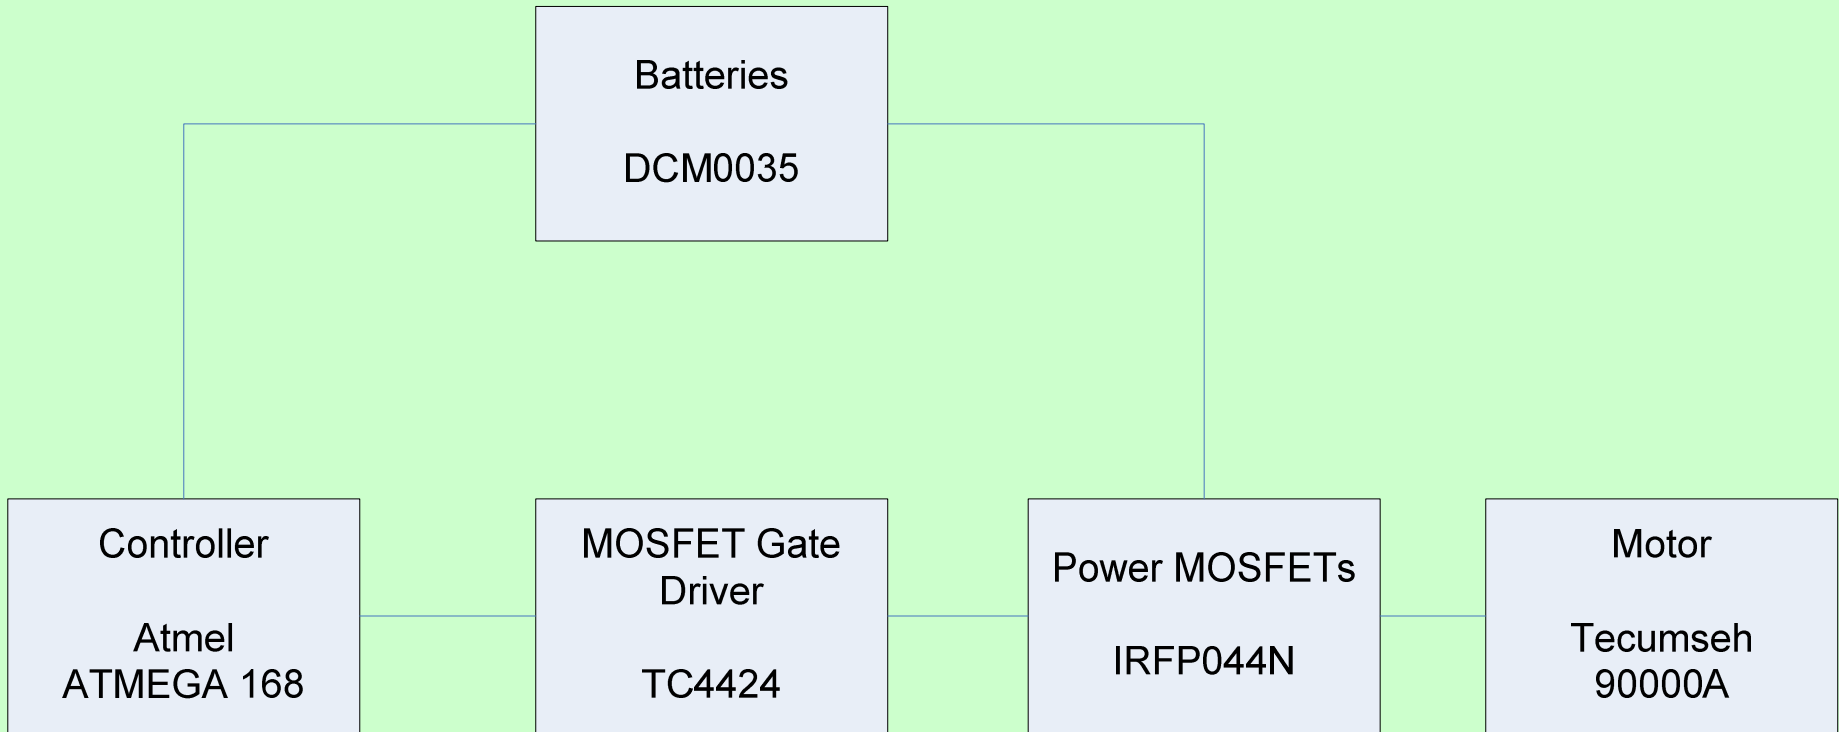 Batteries
DCM0035
Controller
Atmel
ATMEGA 168
MOSFET Gate
Driver
TC4424
Power MOSFETs
IRFP044N
Motor
Tecumseh
90000A